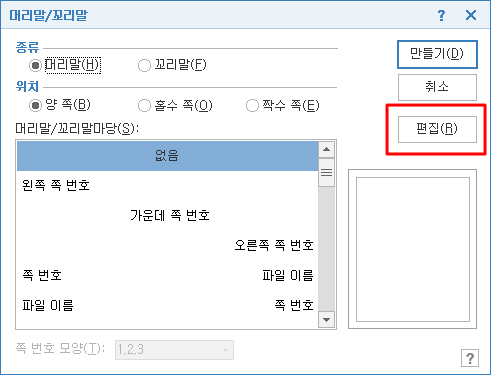 머리말/꼬리말 ? ×
종류
머리말(H) 꼬리말(F)
위치
양 쪽(B) 홀수 쪽(O) 짝수 쪽(E)
머리말/꼬리말마당(S):
없음
왼쪽 쪽 번호
가운데 쪽 번호
오른쪽 쪽 번호
쪽 번호 파일 이름
파일 이름 쪽 번호
쪽 번호 모양(T): 1,2,3
만들기(D)
취소
편집(R)
?